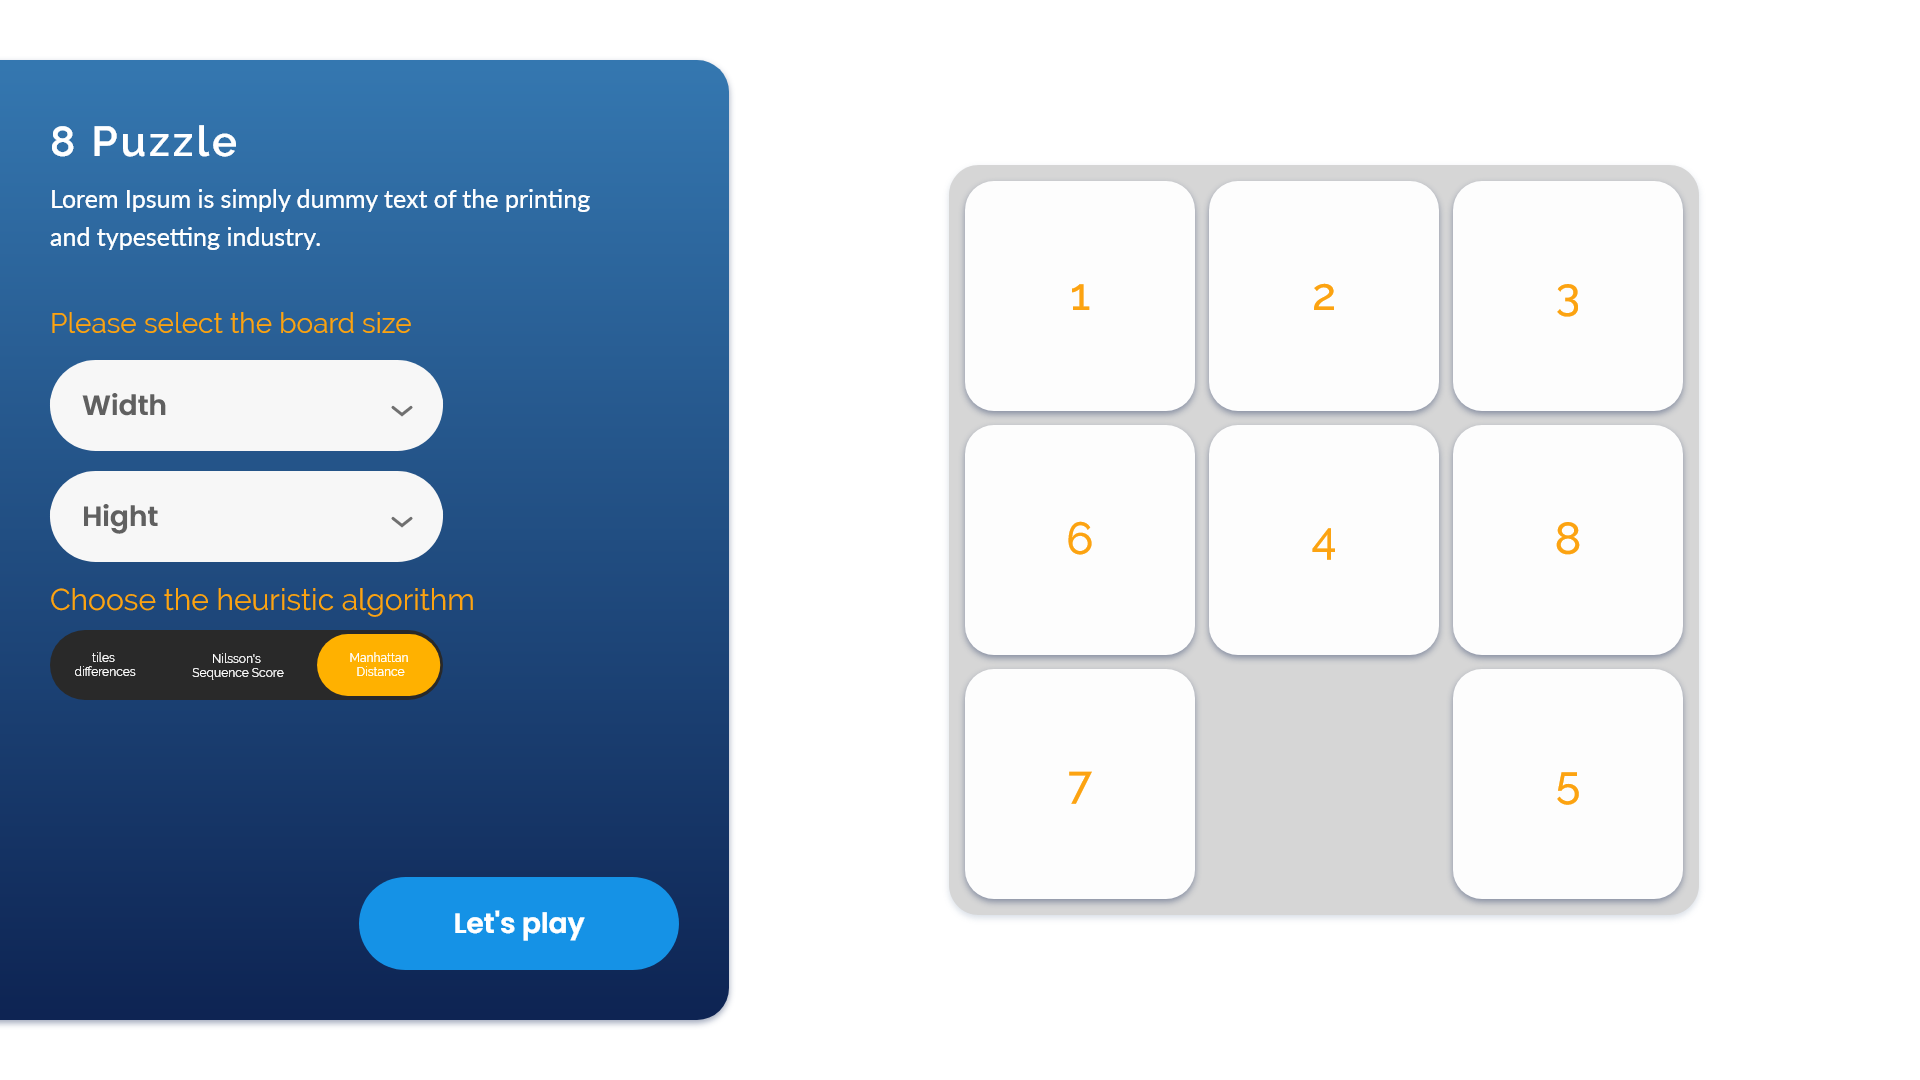 8 Puzzle
Lorem Ipsum is simply dummy text of the printing
and typesetting industry.
Please select the board size
Width
Hight
Choose the heuristic algorithm
tiles
differences
Nilsson's
Sequence Score
Manhattan
Distance
Let's play
1 2 3
6 4 8
7 5